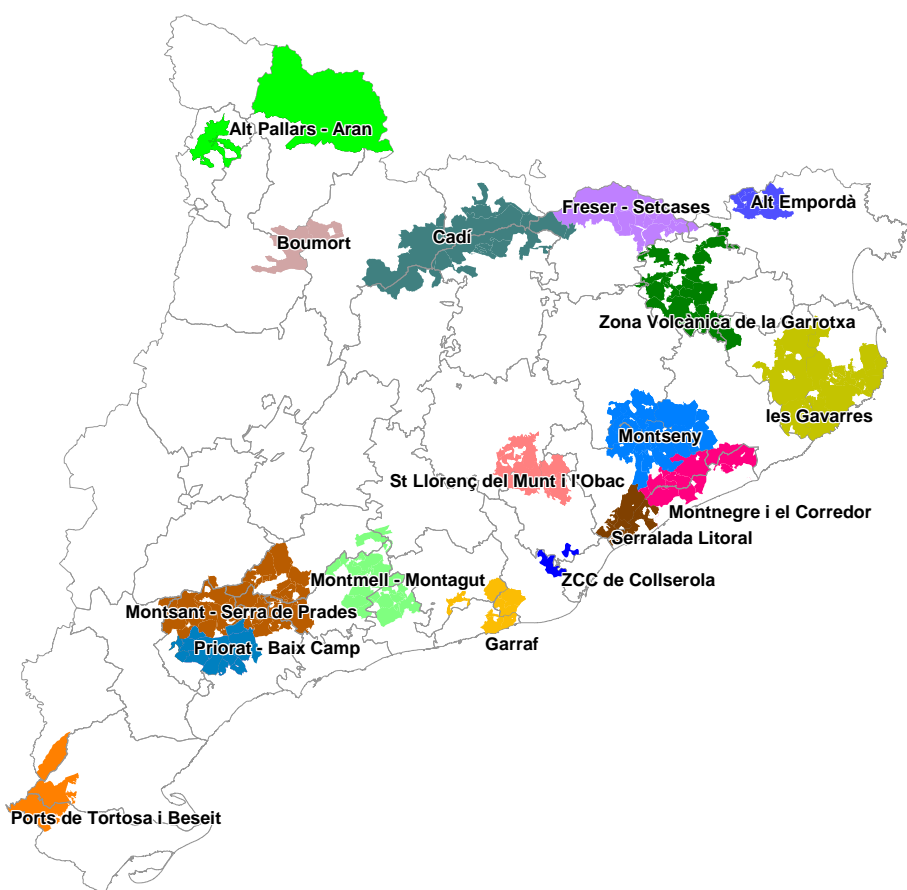 Alt Pallars - Aran
Freser - Setcases
Alt Empordà
Boumort
Cadí
Zona Volcànica de la Garrotxa
les Gavarres
Montseny
St Llorenç del Munt i l'Obac
Montnegre i el Corredor
Serralada Litoral
Montmell - Montagut
ZCC de Collserola
Montsant - Serra de Prades
Priorat - Baix Camp
Garraf
Ports de Tortosa i Beseit